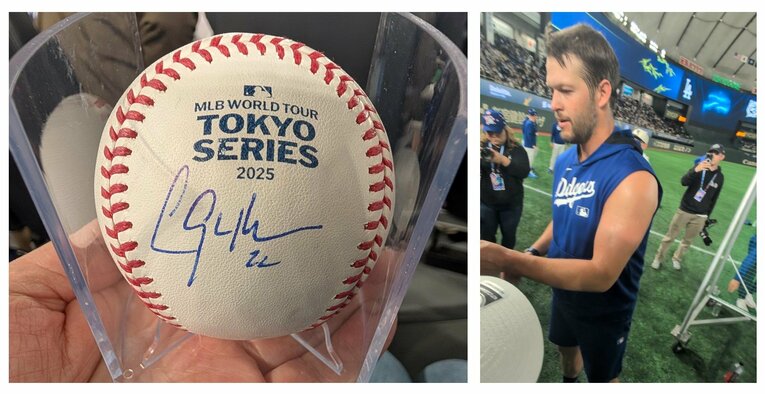 MLB WORLD TOUR
TOKYO
SERIES
2025
22
Dodgers